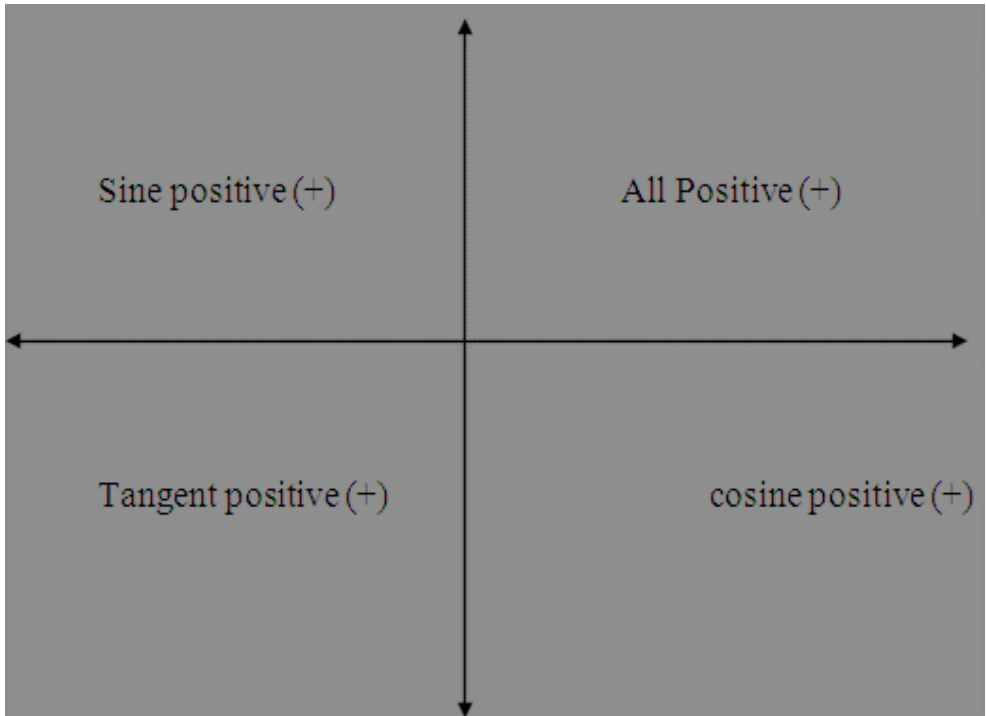 Sine positive (+)
All Positive (+)
Tangent positive (+)
cosine positive (+)